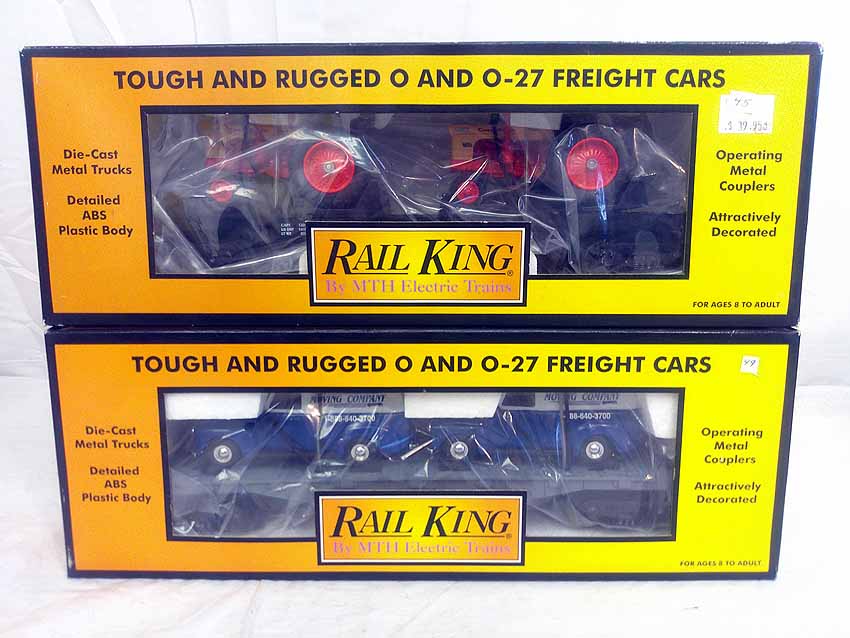 TOUGH AND RUGGED O AND O-27 FREIGHT CARS
Die-Cast
Metal Trucks
Detailed
ABS
Plastic Body
Operating
Metal
Couplers
Attractively
Decorated
RAIL KING®
By MTH Electric Trains
FOR AGES 8 TO ADULT
TOUGH AND RUGGED O AND O-27 FREIGHT CARS
Die-Cast
Metal Trucks
Detailed
ABS
Plastic Body
MOVING COMPANY
1-888-640-3700
MOVING COMPANY
88-640-3700
Operating
Metal
Couplers
Attractively
Decorated
RAIL KING®
By MTH Electric Trains
FOR AGES 8 TO ADULT